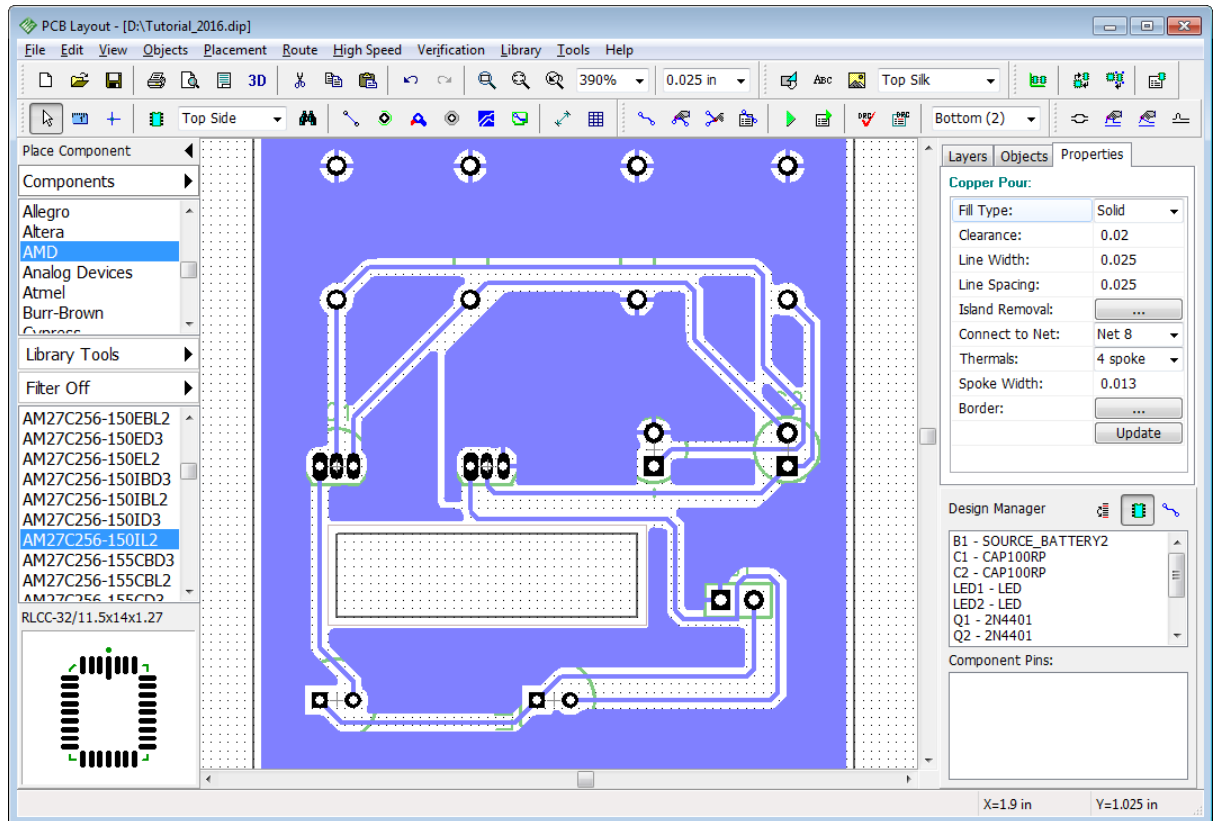 PCB Layout - [D:\Tutorial_2016.dip]
File Edit View Objects Placement Route High Speed Verification Library Tools Help
3D 390% 0.025 in ABC Top Silk
Top Side DRC DRC Bottom (2)
Place Component
Components
Allegro
Altera
AMD
Analog Devices
Atmel
Burr-Brown
Cypress
Library Tools
Filter Off
AM27C256-150EBL2
AM27C256-150ED3
AM27C256-150EL2
AM27C256-150IBD3
AM27C256-150IBL2
AM27C256-150ID3
AM27C256-150IL2
AM27C256-155CBD3
AM27C256-155CBL2
AM27C256-155CD3
RLCC-32/11.5x14x1.27
Layers Objects Properties
Copper Pour:
Fill Type: Solid
Clearance: 0.02
Line Width: 0.025
Line Spacing: 0.025
Island Removal: ...
Connect to Net: Net 8
Thermals: 4 spoke
Spoke Width: 0.013
Border: ...
Update
Design Manager
B1 - SOURCE_BATTERY2
C1 - CAP100RP
C2 - CAP100RP
LED1 - LED
LED2 - LED
Q1 - 2N4401
Q2 - 2N4401
Component Pins:
X=1.9 in Y=1.025 in